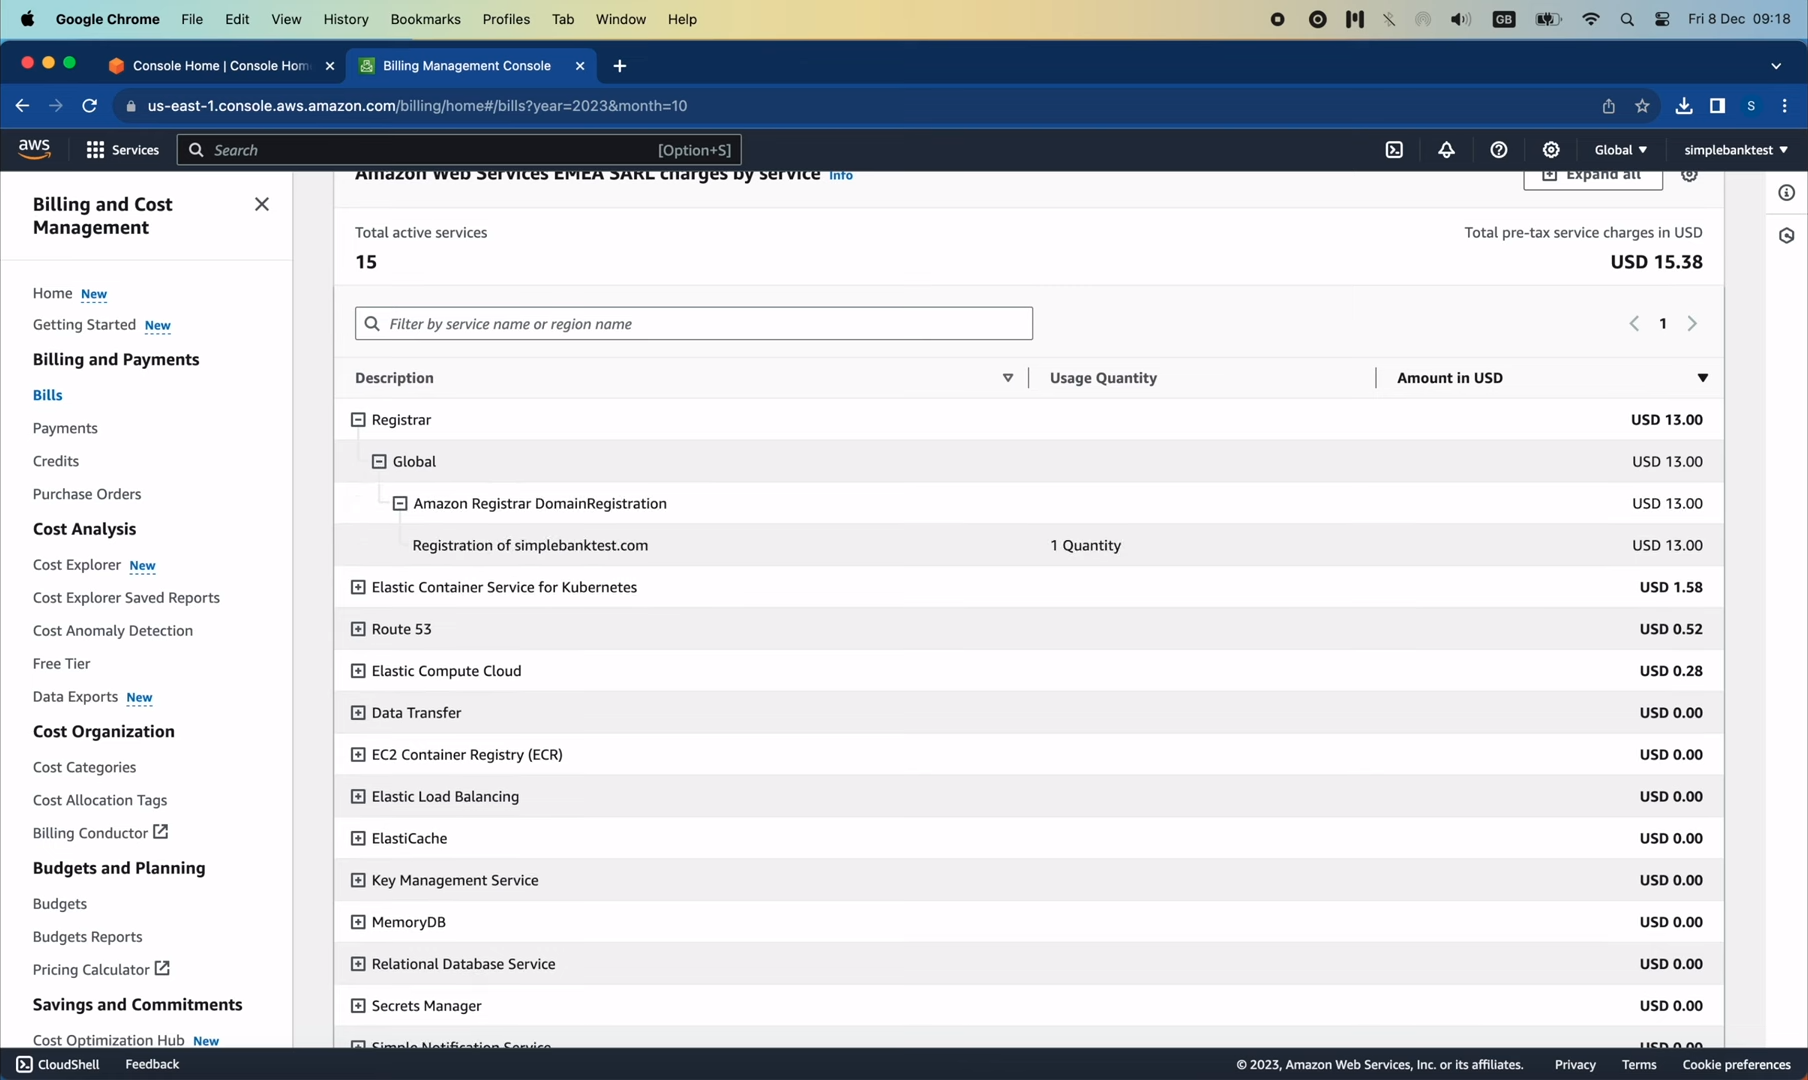 Google Chrome File Edit View History Bookmarks Profiles Tab Window Help GB Fri 8 Dec 09:18
Console Home | Console Hom Billing Management Console
us-east-1.console.aws.amazon.com/billing/home#/bills?year=2023&month=10 S
aws Services Search [Option+S] Global simplebanktest
Billing and Cost
Management
Home New
Getting Started New
Billing and Payments
Bills
Payments
Credits
Purchase Orders
Cost Analysis
Cost Explorer New
Cost Explorer Saved Reports
Cost Anomaly Detection
Free Tier
Data Exports New
Cost Organization
Cost Categories
Cost Allocation Tags
Billing Conductor
Budgets and Planning
Budgets
Budgets Reports
Pricing Calculator
Savings and Commitments
Cost Optimization Hub New
Amazon Web Services EMEA SARL charges by service Info Expand all
Total active services Total pre-tax service charges in USD
15 USD 15.38
Filter by service name or region name 1
Description Usage Quantity Amount in USD
Registrar USD 13.00
Global USD 13.00
Amazon Registrar DomainRegistration USD 13.00
Registration of simplebanktest.com 1 Quantity USD 13.00
Elastic Container Service for Kubernetes USD 1.58
Route 53 USD 0.52
Elastic Compute Cloud USD 0.28
Data Transfer USD 0.00
EC2 Container Registry (ECR) USD 0.00
Elastic Load Balancing USD 0.00
ElastiCache USD 0.00
Key Management Service USD 0.00
MemoryDB USD 0.00
Relational Database Service USD 0.00
Secrets Manager USD 0.00
Simple Notification Service USD 0.00
CloudShell Feedback © 2023, Amazon Web Services, Inc. or its affiliates. Privacy Terms Cookie preferences